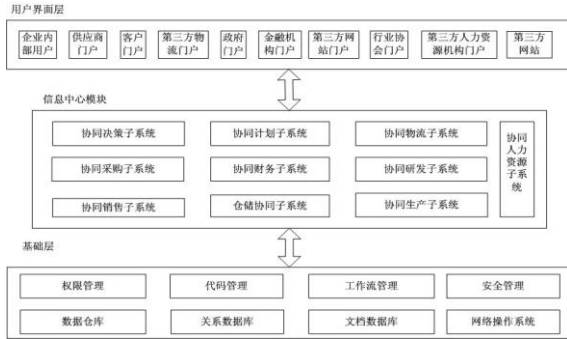 用户界面层
企业内部用户
供应商门户
客户门户
第三方物流门户
政府门户
金融机构门户
第三方网站门户
行业协会门户
第三方人力资源机构门户
第三方网站
信息中心模块
协同决策子系统
协同计划子系统
协同物流子系统
协同人力资源子系统
协同采购子系统
协同财务子系统
协同研发子系统
协同销售子系统
仓储协同子系统
协同生产子系统
基础层
权限管理
代码管理
工作流管理
安全管理
数据仓库
关系数据库
文档数据库
网络操作系统